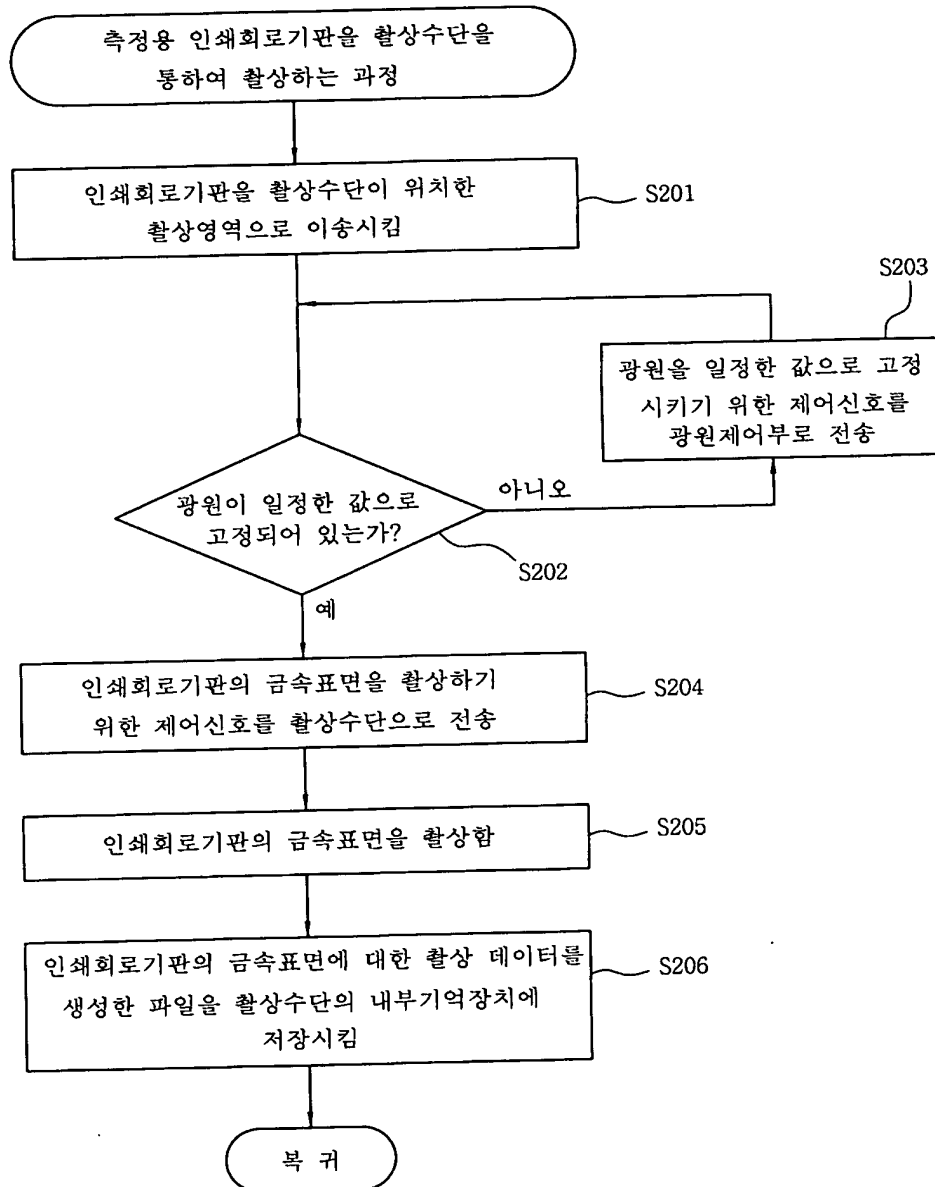 측정용 인쇄회로기판을 촬상수단을
통하여 촬상하는 과정
인쇄회로기판을 촬상수단이 위치한
촬상영역으로 이송시킴
S201
S203
광원을 일정한 값으로 고정
시키기 위한 제어신호를
광원제어부로 전송
아니오
광원이 일정한 값으로
고정되어 있는가?
S202
예
인쇄회로기판의 금속표면을 촬상하기
위한 제어신호를 촬상수단으로 전송
S204
인쇄회로기판의 금속표면을 촬상함
S205
인쇄회로기판의 금속표면에 대한 촬상 데이터를
생성한 파일을 촬상수단의 내부기억장치에
저장시킴
S206
복 귀